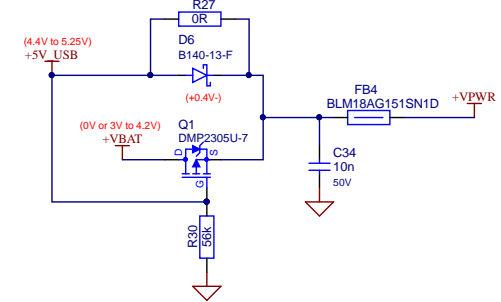 R27
0R
(4.4V to 5.25V)
+5V_USB
D6
B140-13-F
(+0.4V-)
FB4
BLM18AG151SN1D
+VPWR
(0V or 3V to 4.2V)
+VBAT
Q1
DMP2305U-7
D
S
G
C34
10n
50V
R30
56k